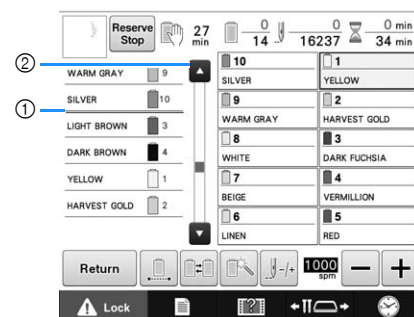 Reserve
Stop
27
min
0
14
0
16237
0 min
34 min
②
①
WARM GRAY 9
SILVER 10
LIGHT BROWN 3
DARK BROWN 4
YELLOW 1
HARVEST GOLD 2
10
SILVER
1
YELLOW
9
WARM GRAY
2
HARVEST GOLD
8
WHITE
3
DARK FUCHSIA
7
BEIGE
4
VERMILLION
6
LINEN
5
RED
Return
-/+
1000
spm
−
+
Lock
?